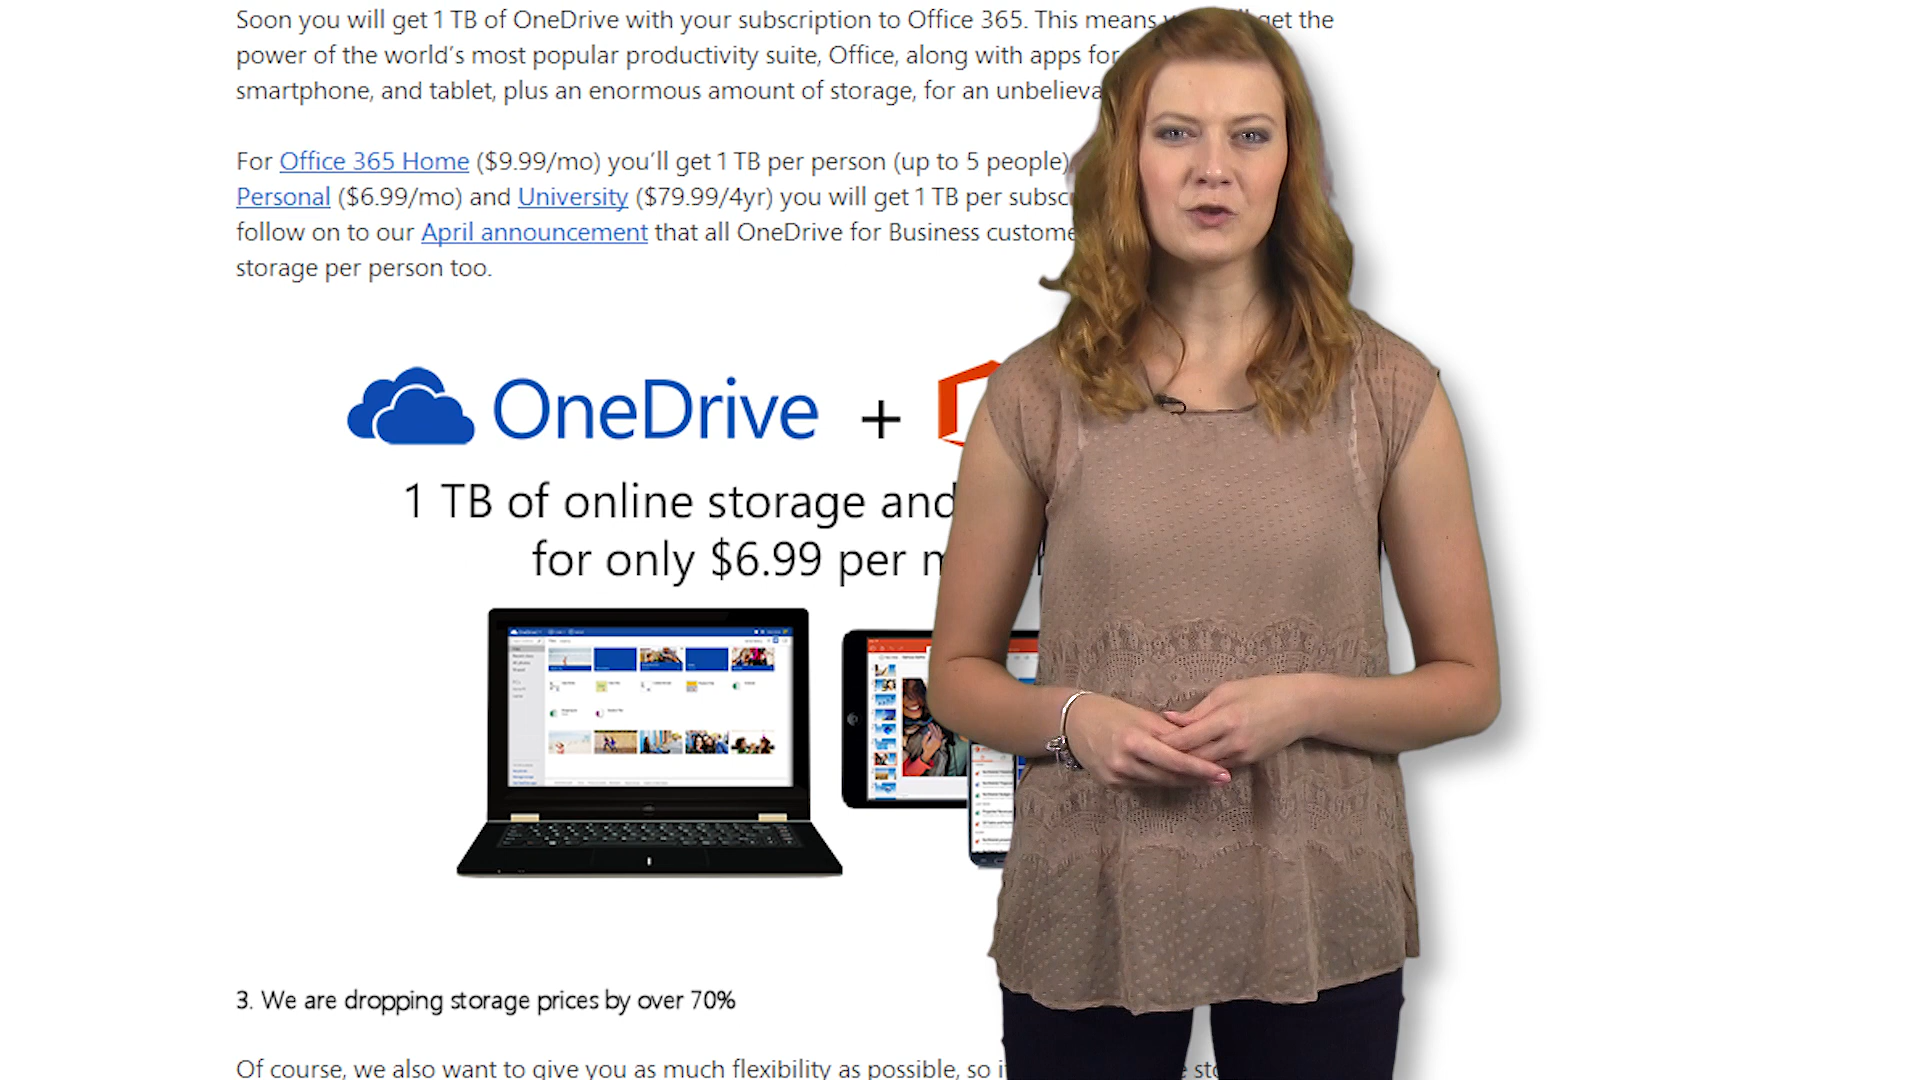 Soon you will get 1 TB of OneDrive with your subscription to Office 365. This means get the
power of the world's most popular productivity suite, Office, along with apps for
smartphone, and tablet, plus an enormous amount of storage, for an
For Office 365 Home ($9.99/mo) you'll get 1 TB per person (up to 5 people)
Personal ($6.99/mo) and University ($79.99/4yr) you will get 1 TB per
follow on to our April announcement that all OneDrive for Business
storage per person too.
OneDrive +
1 TB of online storage and
for only $6.99 per
3. We are dropping storage prices by over 70%
Of course, we also want to give you as much flexibility as possible, so